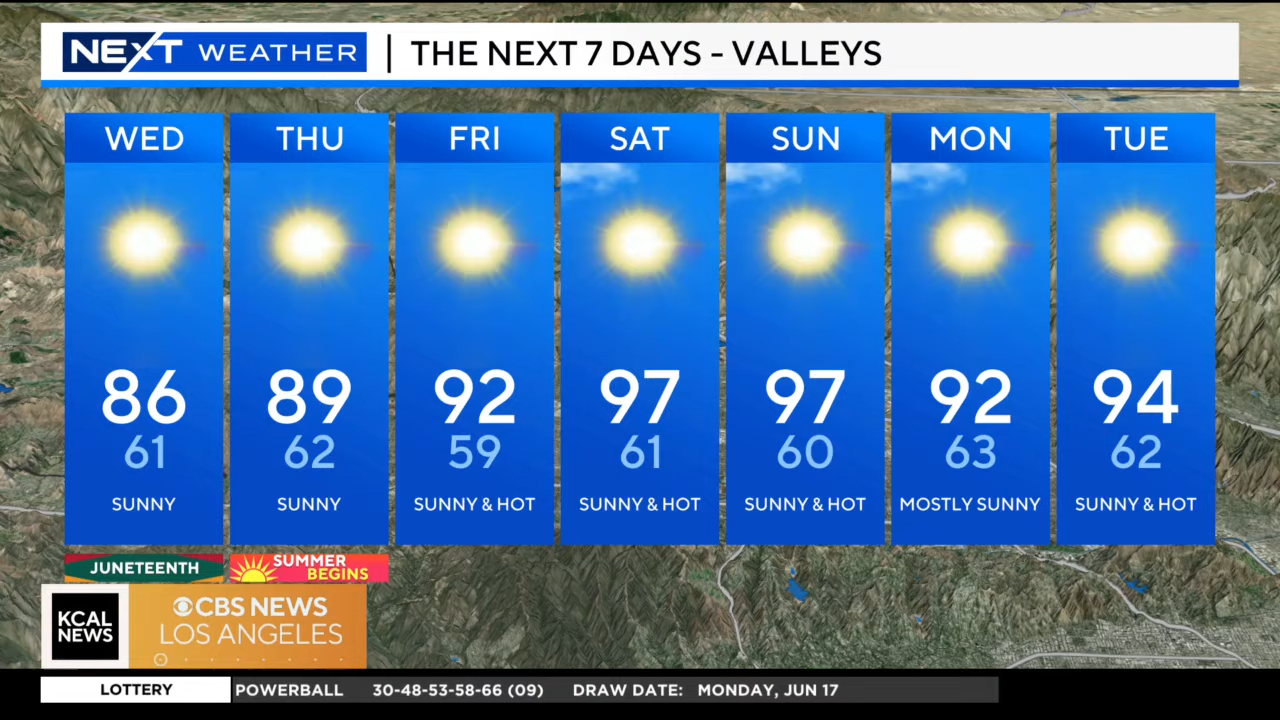 NEXT WEATHER | THE NEXT 7 DAYS - VALLEYS
WED THU FRI SAT SUN MON TUE
86 89 92 97 97 92 94
61 62 59 61 60 63 62
SUNNY SUNNY SUNNY & HOT SUNNY & HOT SUNNY & HOT MOSTLY SUNNY SUNNY & HOT
JUNETEENTH SUMMER
BEGINS
KCAL
NEWS
CBS NEWS
LOS ANGELES
LOTTERY POWERBALL 30-48-53-58-66 (09) DRAW DATE: MONDAY, JUN 17